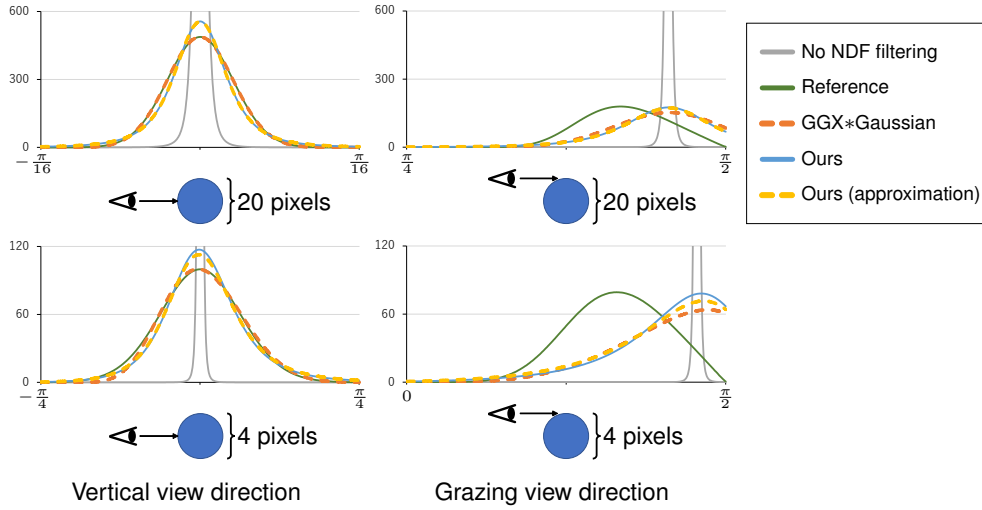 600
300
0
−π/16
π/16
20 pixels
600
300
0
π/4
π/2
20 pixels
No NDF filtering
Reference
GGX∗Gaussian
Ours
Ours (approximation)
120
60
0
−π/4
π/4
4 pixels
120
60
0
0
π/2
4 pixels
Vertical view direction
Grazing view direction